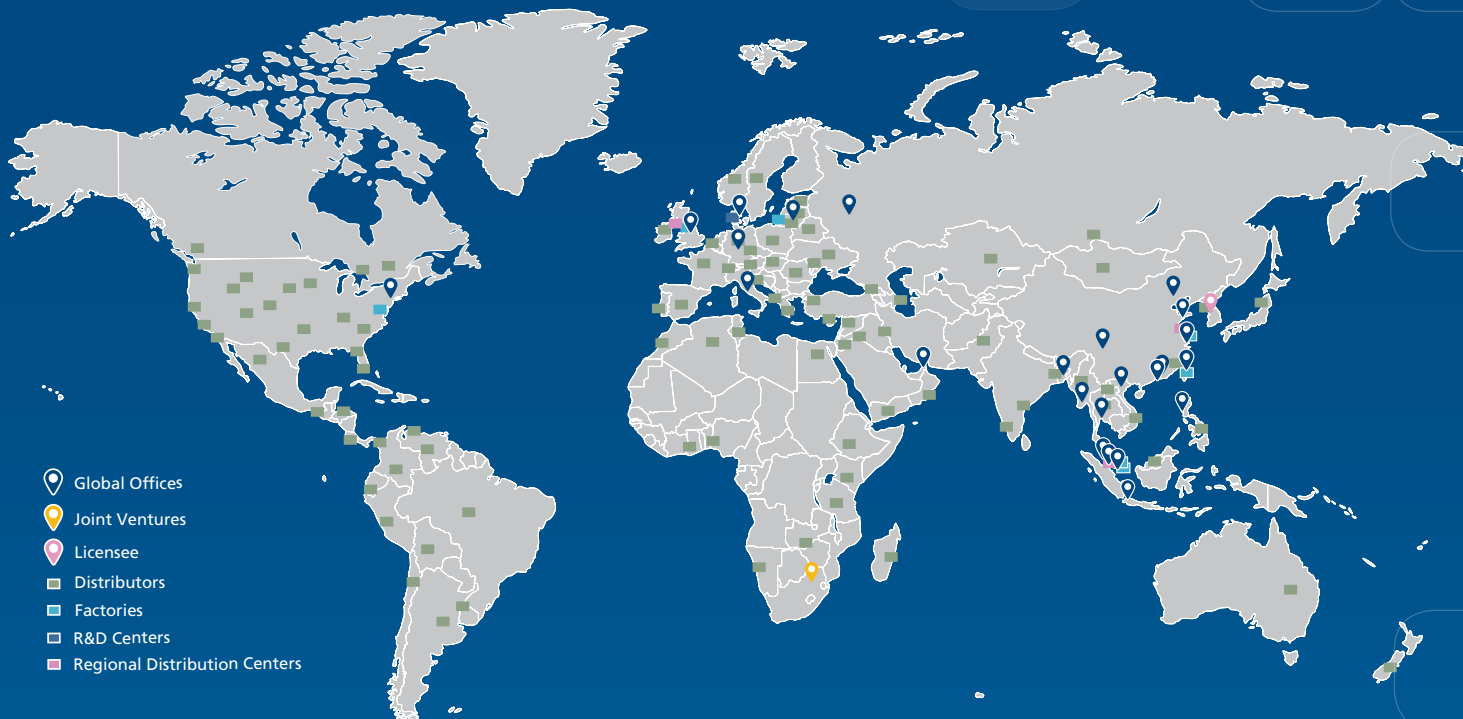 Global Offices
Joint Ventures
Licensee
Distributors
Factories
R&D Centers
Regional Distribution Centers